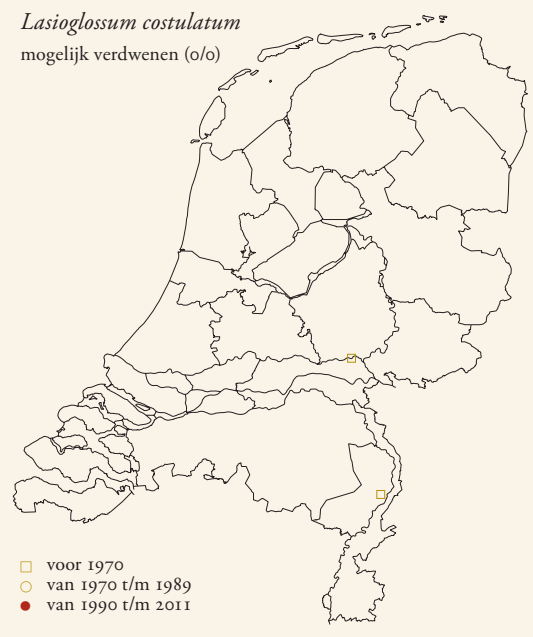 Lasioglossum costulatum
mogelijk verdwenen (0/0)
voor 1970
van 1970 t/m 1989
van 1990 t/m 2011